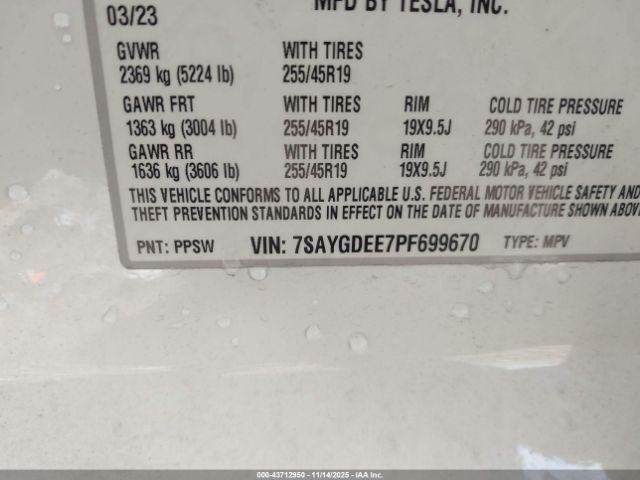 03/23 MFD BY TESLA, INC.
GVWR WITH TIRES
2369 kg (5224 lb) 255/45R19
GAWR FRT WITH TIRES RIM COLD TIRE PRESSURE
1363 kg (3004 lb) 255/45R19 19X9.5J 290 kPa, 42 psi
GAWR RR WITH TIRES RIM COLD TIRE PRESSURE
1636 kg (3606 lb) 255/45R19 19X9.5J 290 kPa, 42 psi
THIS VEHICLE CONFORMS TO ALL APPLICABLE U.S. FEDERAL MOTOR VEHICLE SAFETY AND
THEFT PREVENTION STANDARDS IN EFFECT ON THE DATE OF MANUFACTURE SHOWN ABOVE
PNT: PPSW VIN: 7SAYGDEE7PF699670 TYPE: MPV
000-43712950 - 11/14/2025 - IAA Inc.